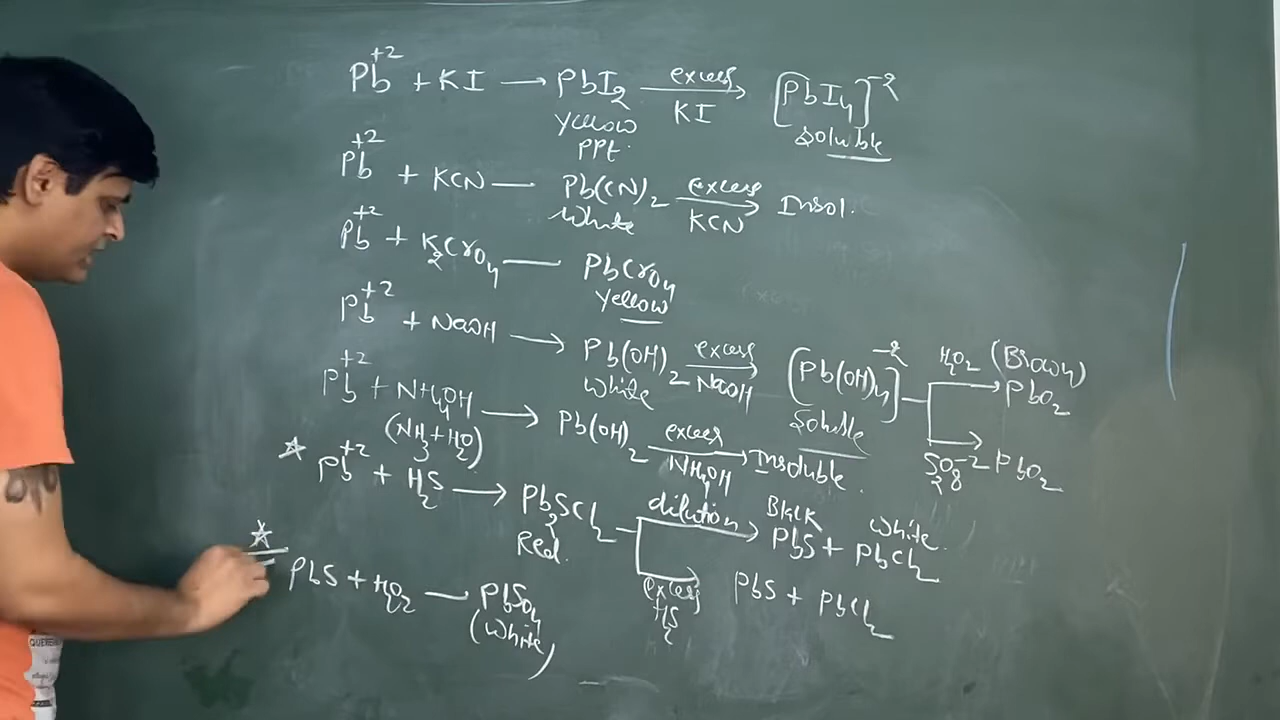 Pb+2 + KI → PbI2 excess KI → [PbI4]-2
Yellow PPt. soluble
Pb+2 + KCN — Pb(CN)2 excess KCN → Insol.
White
Pb+2 + K2CrO4 — PbCrO4
Yellow
Pb+2 + NaOH → Pb(OH)2 excess NaOH → [Pb(OH)4]-2 H2O2 → (Brown) PbO2
White Soluble S2O8-2 → PbO2
Pb+2 + NH4OH → Pb(OH)2 excess NH4OH → Insoluble.
(NH3+H2O)
☆ Pb+2 + H2S → Pb2SCl2 dilution → Black PbS + White. PbCl2
Red. excess H2S → PbS + PbCl2
☆ PbS + H2O2 — PbSO4
(White)